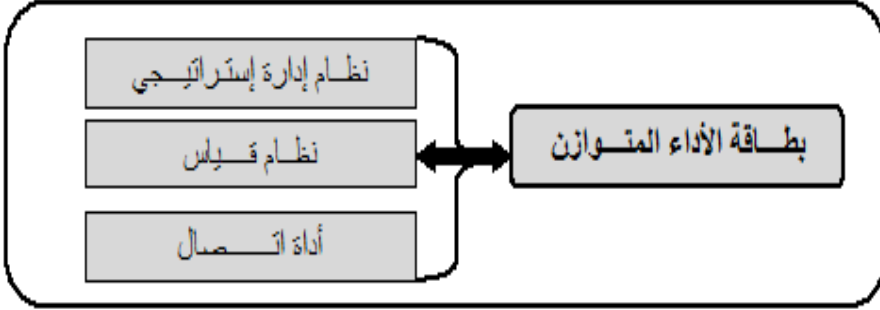 بطاقة الأداء المتوازن
نظام إدارة إستراتيجي
نظام قياس
أداة اتصال